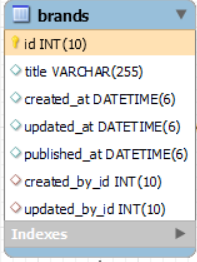 brands
id INT(10)
title VARCHAR(255)
created_at DATETIME(6)
updated_at DATETIME(6)
published_at DATETIME(6)
created_by_id INT(10)
updated_by_id INT(10)
Indexes